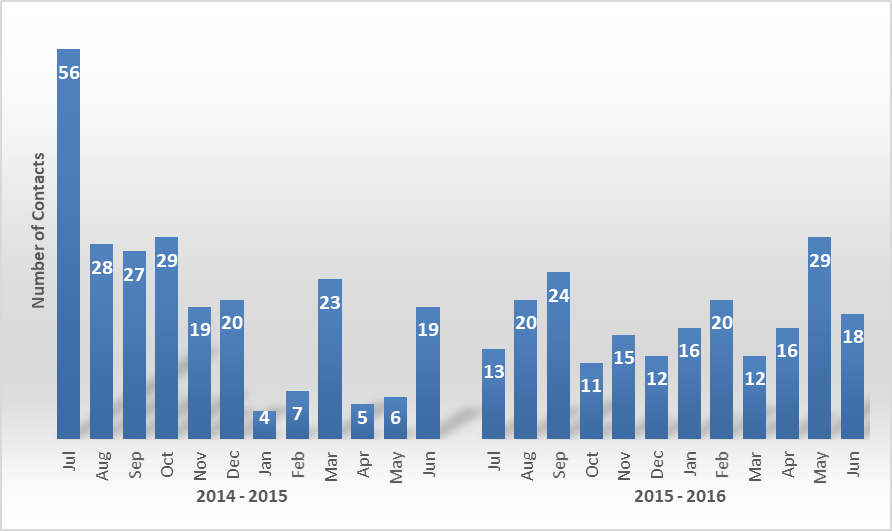 Number of Contacts
56 28 27 29 19 20 4 7 23 5 6 19 13 20 24 11 15 12 16 20 12 16 29 18
Jul Aug Sep Oct Nov Dec Jan Feb Mar Apr May Jun Jul Aug Sep Oct Nov Dec Jan Feb Mar Apr May Jun
2014 - 2015 2015 - 2016